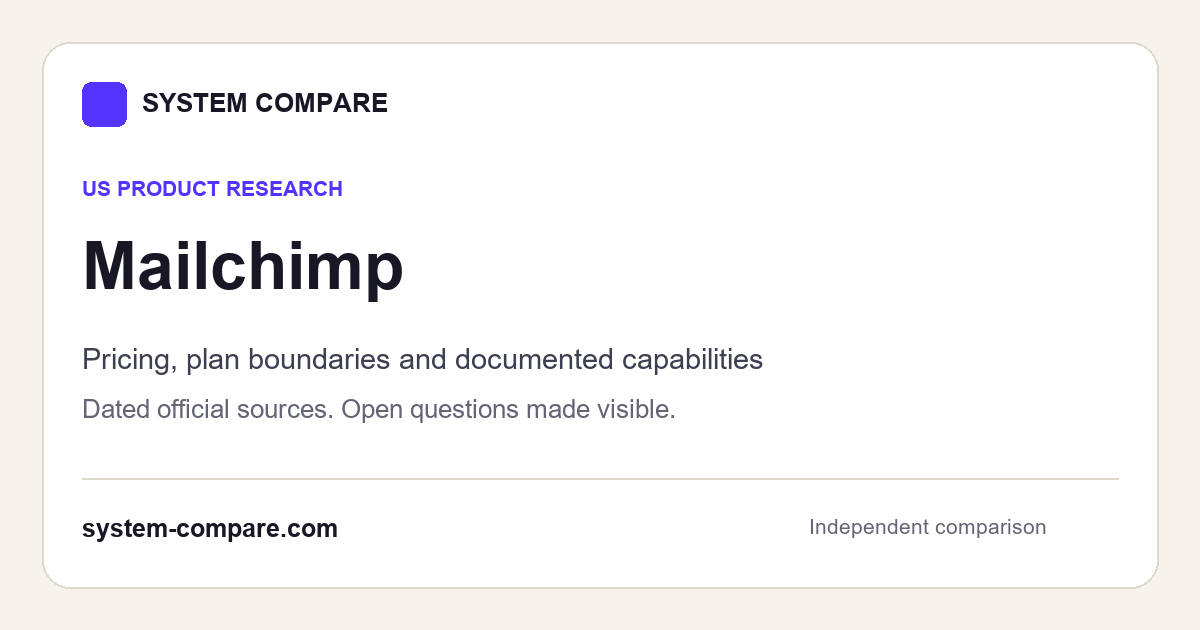 SYSTEM COMPARE
US PRODUCT RESEARCH
Mailchimp
Pricing, plan boundaries and documented capabilities
Dated official sources. Open questions made visible.
system-compare.com
Independent comparison